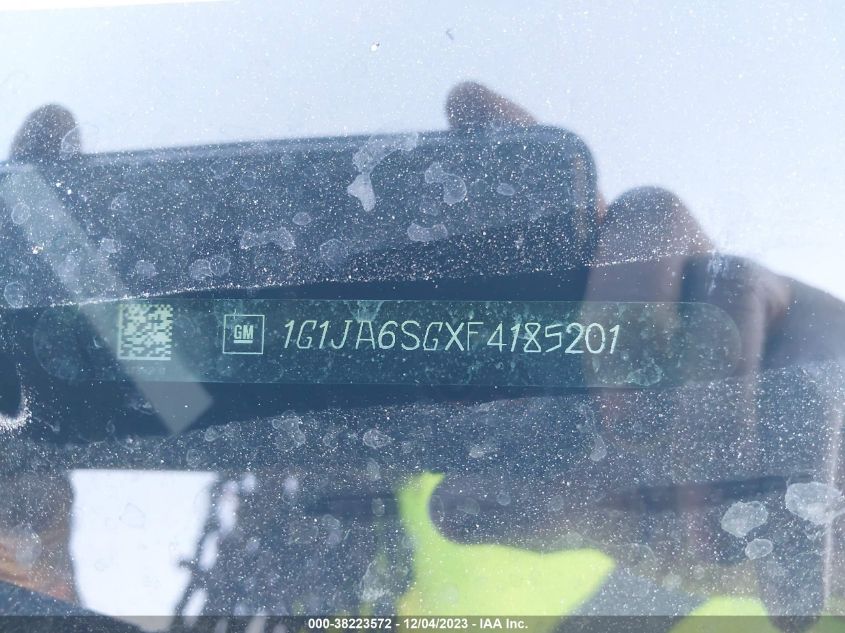 GM 1G1JA6SGXF4185201
000-38223572 - 12/04/2023 - IAA Inc.